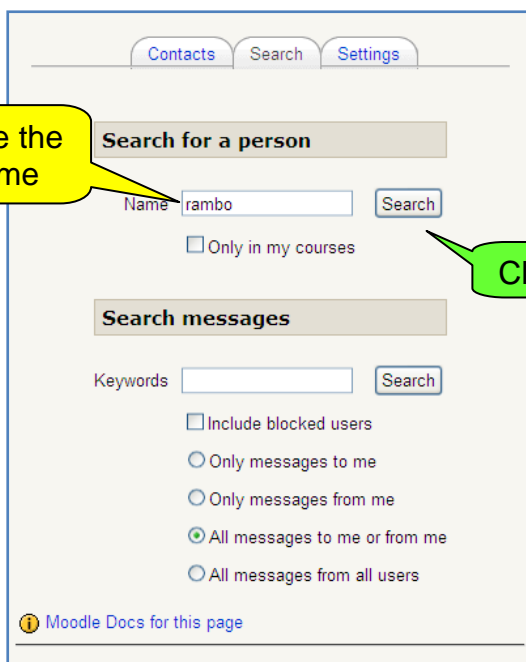 Contacts Search Settings
e the
me
Search for a person
Name rambo Search
Only in my courses
Cl
Search messages
Keywords Search
Include blocked users
Only messages to me
Only messages from me
All messages to me or from me
All messages from all users
Moodle Docs for this page